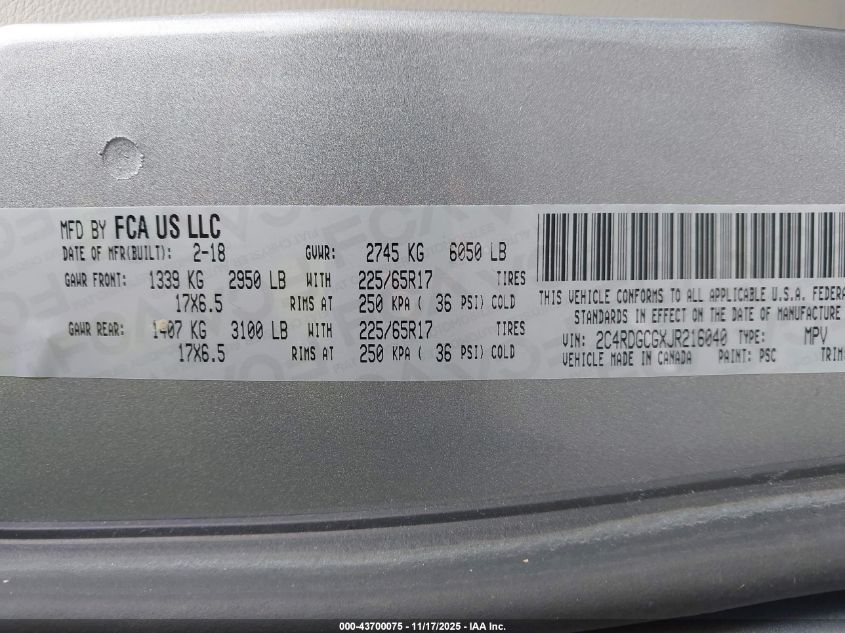 MFD BY FCA US LLC
DATE OF MFR(BUILT): 2-18 GVWR: 2745 KG 6050 LB
GAWR FRONT: 1339 KG 2950 LB WITH 225/65R17 TIRES
17X6.5 RIMS AT 250 KPA ( 36 PSI) COLD
GAWR REAR: 1407 KG 3100 LB WITH 225/65R17 TIRES
17X6.5 RIMS AT 250 KPA ( 36 PSI) COLD
THIS VEHICLE CONFORMS TO ALL APPLICABLE U.S.A. FEDERA
STANDARDS IN EFFECT ON THE DATE OF MANUFACTURE
VIN: 2C4RDGCGXJR216040 TYPE: MPV
VEHICLE MADE IN CANADA PAINT: PSC TRIM
000-43700075 - 11/17/2025 - IAA Inc.